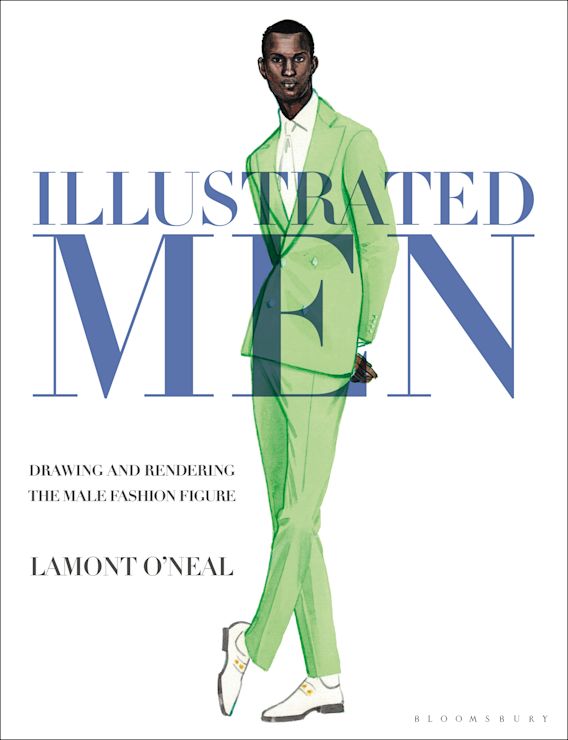 ILLUSTRATED
MEN
DRAWING AND RENDERING
THE MALE FASHION FIGURE
LAMONT O’NEAL
BLOOMSBURY